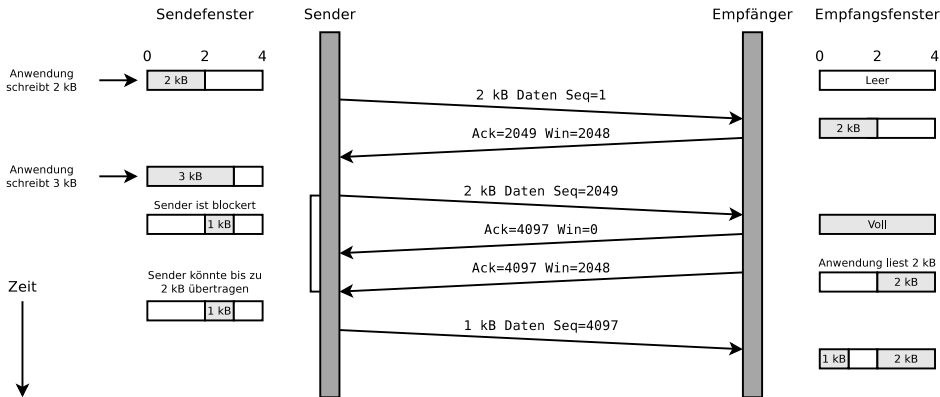 Sendefenster
Sender
Empfänger
Empfangsfenster
0 2 4
0 2 4
Anwendung
schreibt 2 kB
2 kB
Leer
2 kB Daten Seq=1
2 kB
Ack=2049 Win=2048
Anwendung
schreibt 3 kB
3 kB
2 kB Daten Seq=2049
Sender ist blockert
1 kB
Voll
Ack=4097 Win=0
Anwendung liest 2 kB
Ack=4097 Win=2048
2 kB
Sender könnte bis zu
2 kB übertragen
1 kB
Zeit
1 kB Daten Seq=4097
1 kB
2 kB